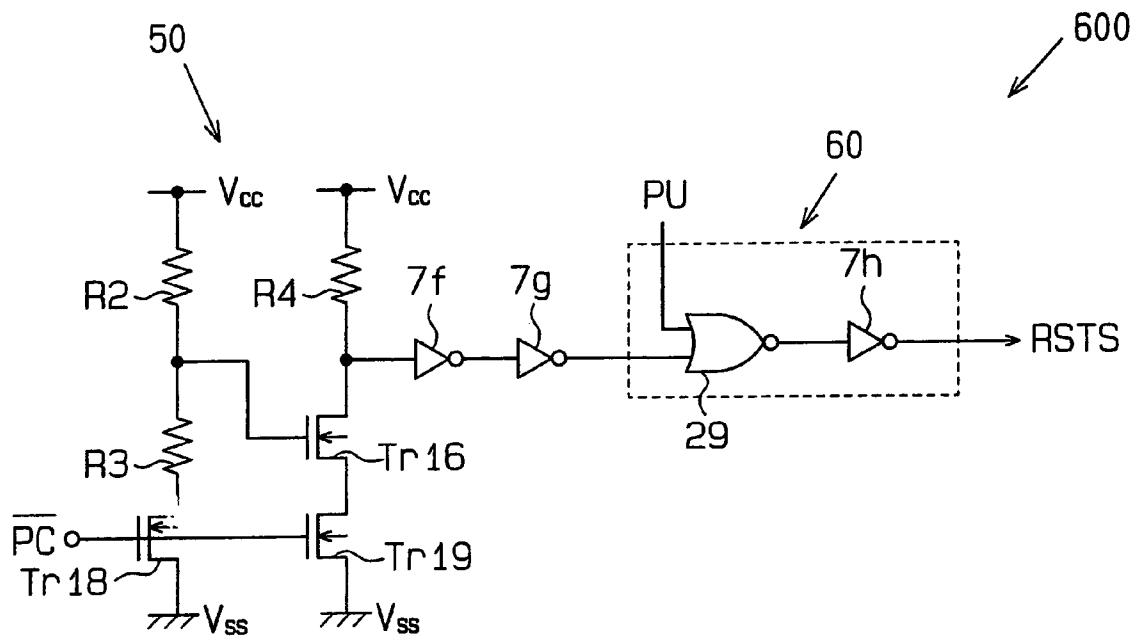 50
600
60
Vcc
Vcc
PU
R2
R4
7f
7g
7h
RSTS
29
R3
Tr16
PC
Tr18
Tr19
Vss
Vss